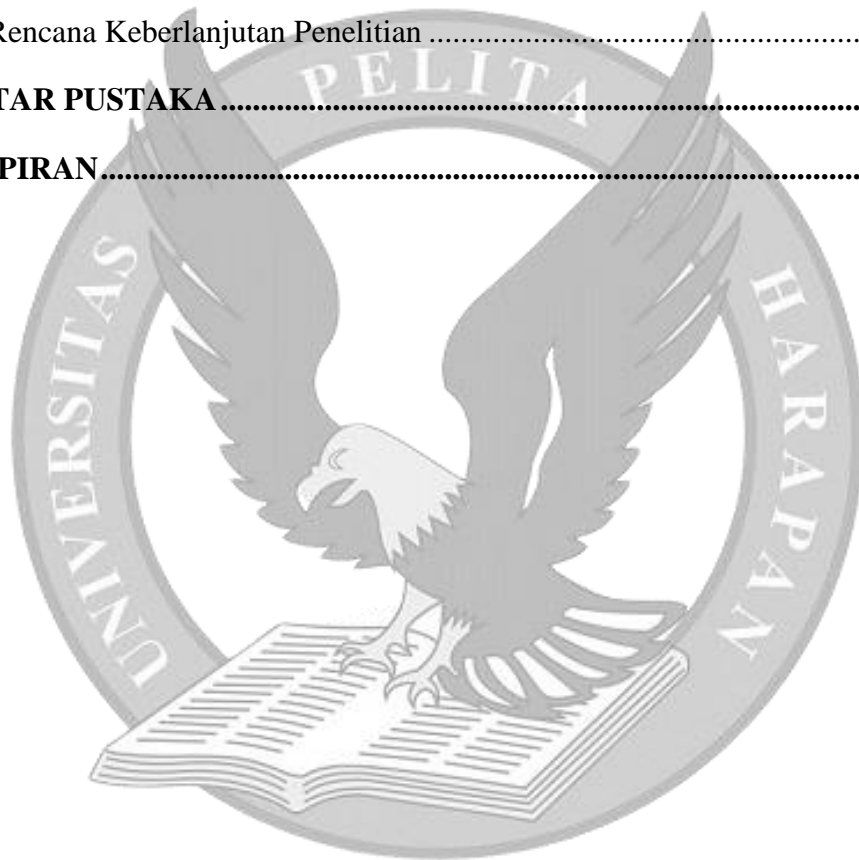 Rencana Keberlanjutan Penelitian ........................................................
TAR PUSTAKA ....................................................................................
PIRAN..................................................................................................
UNIVERSITAS PELITA HARAPAN